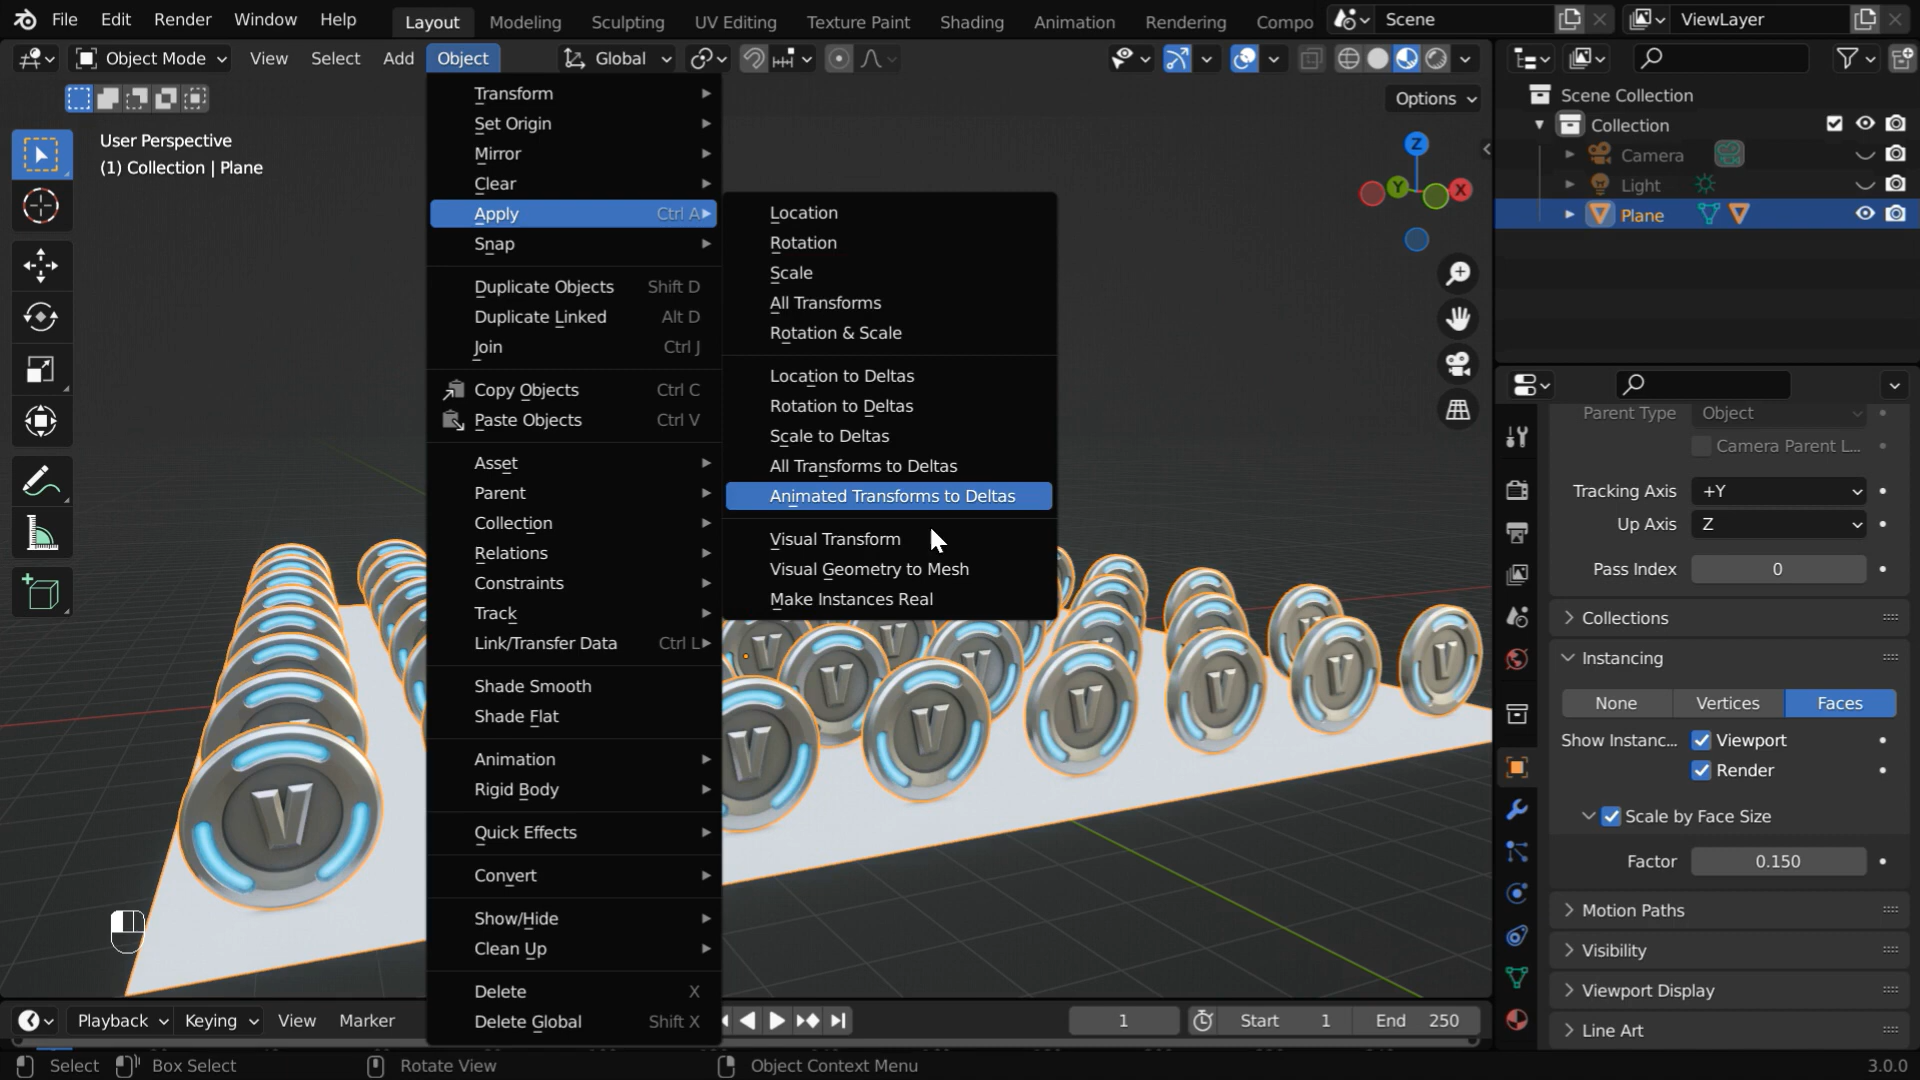 File Edit Render Window Help Layout Modeling Sculpting UV Editing Texture Paint Shading Animation Rendering Compo Scene ViewLayer
Object Mode View Select Add Object Global
Options
User Perspective
(1) Collection | Plane
Transform
Set Origin
Mirror
Clear
Apply Ctrl A
Snap
Duplicate Objects Shift D
Duplicate Linked Alt D
Join Ctrl J
Copy Objects Ctrl C
Paste Objects Ctrl V
Asset
Parent
Collection
Relations
Constraints
Track
Link/Transfer Data Ctrl L
Shade Smooth
Shade Flat
Animation
Rigid Body
Quick Effects
Convert
Show/Hide
Clean Up
Delete X
Delete Global Shift X
Location
Rotation
Scale
All Transforms
Rotation & Scale
Location to Deltas
Rotation to Deltas
Scale to Deltas
All Transforms to Deltas
Animated Transforms to Deltas
Visual Transform
Visual Geometry to Mesh
Make Instances Real
Z
Y
X
Scene Collection
Collection
Camera
Light
Plane
Parent Type Object
Camera Parent L...
Tracking Axis +Y
Up Axis Z
Pass Index 0
Collections
Instancing
None Vertices Faces
Show Instanc... Viewport
Render
Scale by Face Size
Factor 0.150
Motion Paths
Visibility
Viewport Display
Line Art
Playback Keying View Marker 1 Start 1 End 250
Select Box Select Rotate View Object Context Menu 3.0.0